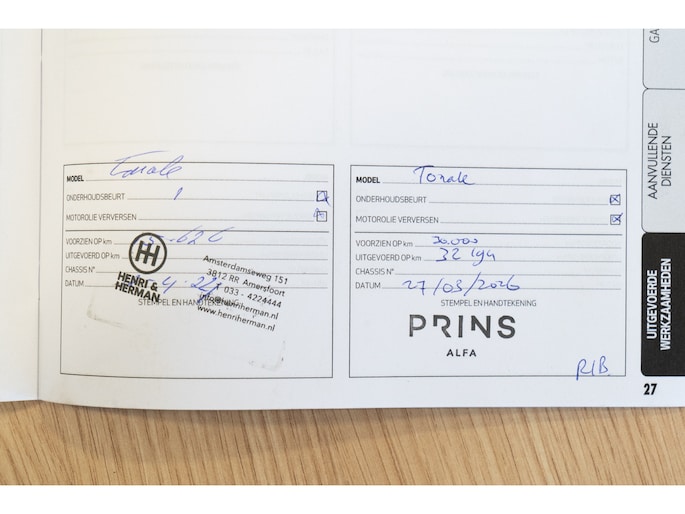 MODEL Tonale
ONDERHOUDSBEURT 1
MOTOROLIE VERVERSEN
VOORZIEN OP km
UITGEVOERD OP km
CHASSIS N°
DATUM
STEMPEL EN HANDTEKENING
HENRI &
HERMAN
Amsterdamseweg 151
3812 RR Amersfoort
033 - 4224444
info@henriherman.nl
www.henriherman.nl
MODEL Tonale
ONDERHOUDSBEURT
MOTOROLIE VERVERSEN
VOORZIEN OP km 30.000
UITGEVOERD OP km 32 194
CHASSIS N°
DATUM 27/03/2026
STEMPEL EN HANDTEKENING
PRINS
ALFA
AANVULLENDE
DIENSTEN
UITGEVOERDE
WERKZAAMHEDEN
27